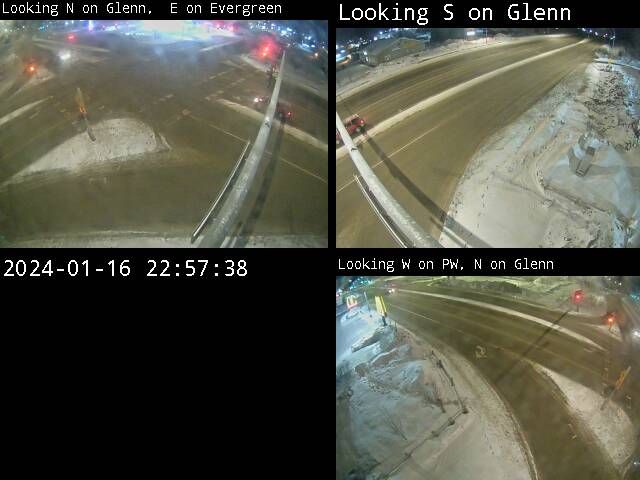 Looking N on Glenn, E on Evergreen
Looking S on Glenn
2024-01-16 22:57:38
Looking W on PW, N on Glenn